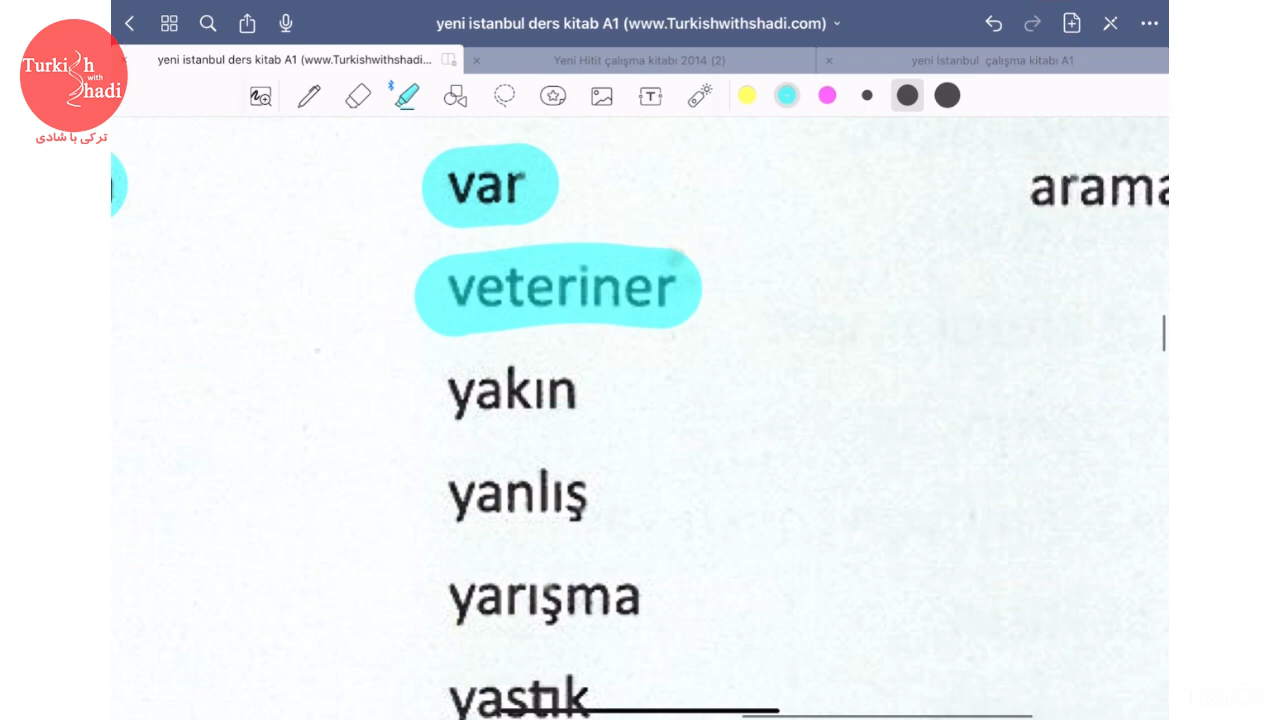 yeni istanbul ders kitab A1 (www.Turkishwithshadi.com)
yeni istanbul ders kitab A1 (www.Turkishwithshadi...
Yeni Hitit çalışma kitabı 2014 (2)
yeni İstanbul çalışma kitabı A1
Turkish
with
Shadi
ترکی با شادی
T
var
veteriner
yakın
yanlış
yarışma
yastık